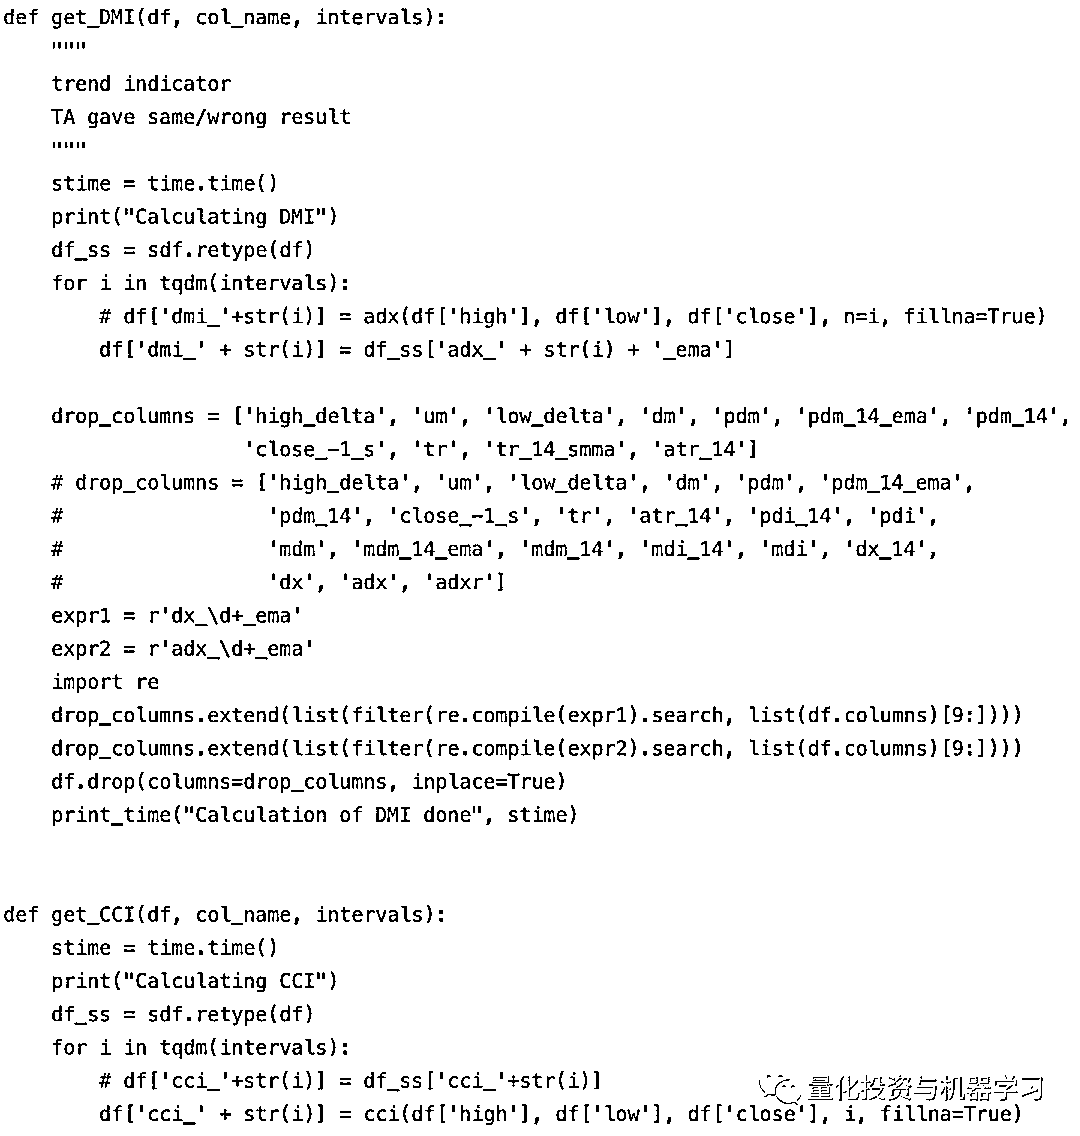 def get_DMI(df, col_name, intervals):
    """
    trend indicator
    TA gave same/wrong result
    """
    stime = time.time()
    print("Calculating DMI")
    df_ss = sdf.retype(df)
    for i in tqdm(intervals):
        # df['dmi_'+str(i)] = adx(df['high'], df['low'], df['close'], n=i, fillna=True)
        df['dmi_' + str(i)] = df_ss['adx_' + str(i) + '_ema']
    drop_columns = ['high_delta', 'um', 'low_delta', 'dm', 'pdm', 'pdm_14_ema', 'pdm_14',
                    'close_-1_s', 'tr', 'tr_14_smma', 'atr_14']
    # drop_columns = ['high_delta', 'um', 'low_delta', 'dm', 'pdm', 'pdm_14_ema',
    #                 'pdm_14', 'close_-1_s', 'tr', 'atr_14', 'pdi_14', 'pdi',
    #                 'mdm', 'mdm_14_ema', 'mdm_14', 'mdi_14', 'mdi', 'dx_14',
    #                 'dx', 'adx', 'adxr']
    expr1 = r'dx_\d+_ema'
    expr2 = r'adx_\d+_ema'
    import re
    drop_columns.extend(list(filter(re.compile(expr1).search, list(df.columns)[9:])))
    drop_columns.extend(list(filter(re.compile(expr2).search, list(df.columns)[9:])))
    df.drop(columns=drop_columns, inplace=True)
    print_time("Calculation of DMI done", stime)
def get_CCI(df, col_name, intervals):
    stime = time.time()
    print("Calculating CCI")
    df_ss = sdf.retype(df)
    for i in tqdm(intervals):
        # df['cci_'+str(i)] = df_ss['cci_'+str(i)]
        df['cci_' + str(i)] = cci(df['high'], df['low'], df['close'], i, fillna=True)
量化投资与机器学习